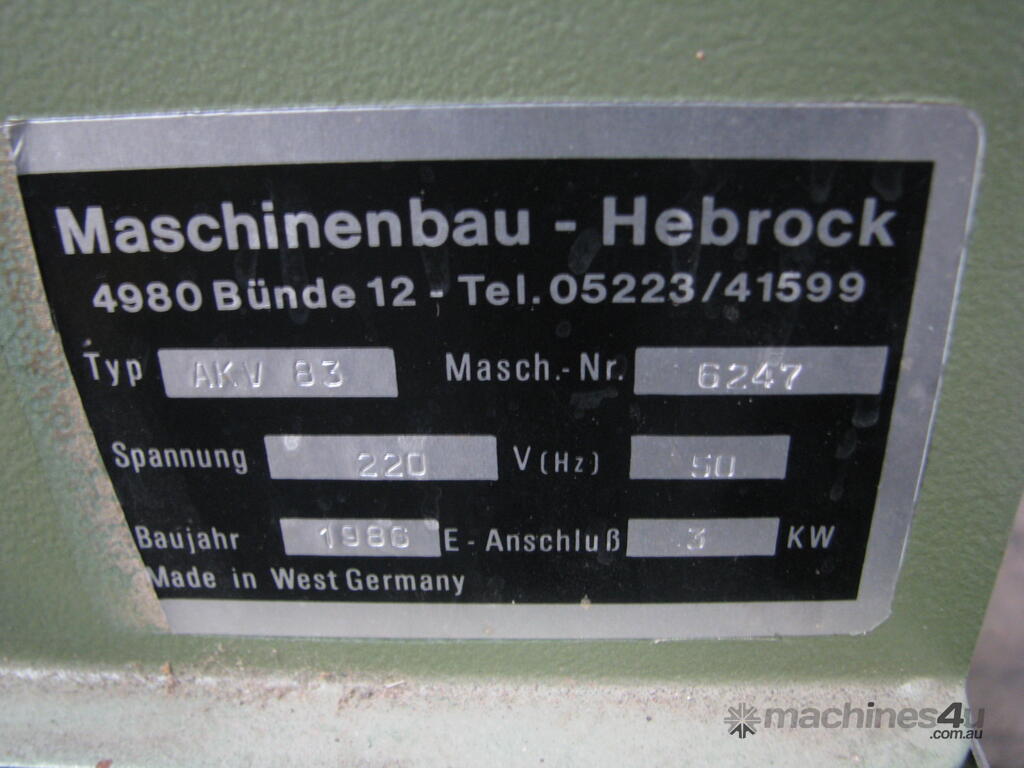 Maschinenbau - Hebrock
4980 Bünde 12 - Tel. 05223/41599
Typ AKV 83 Masch.-Nr. 6247
Spannung 220 V (Hz) 50
Baujahr 1986 E-Anschluß 3 KW
Made in West Germany
machines4u
.com.au